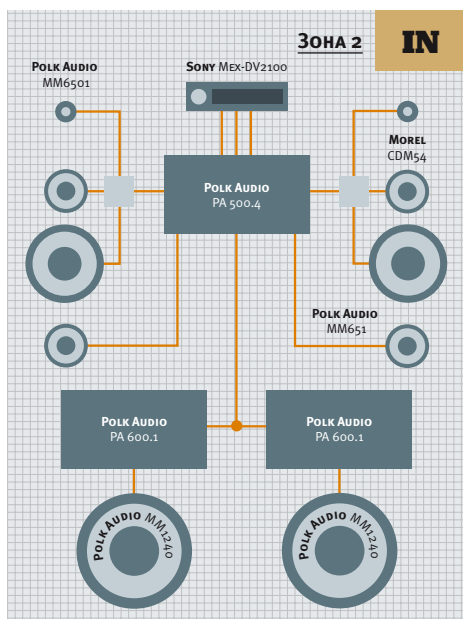 Зона 2
IN
Polk Audio
MM6501
Sony Mex-DV2100
Morel
CDM54
Polk Audio
PA 500.4
Polk Audio
MM651
Polk Audio
PA 600.1
Polk Audio
PA 600.1
Polk Audio MM1240
Polk Audio MM1240